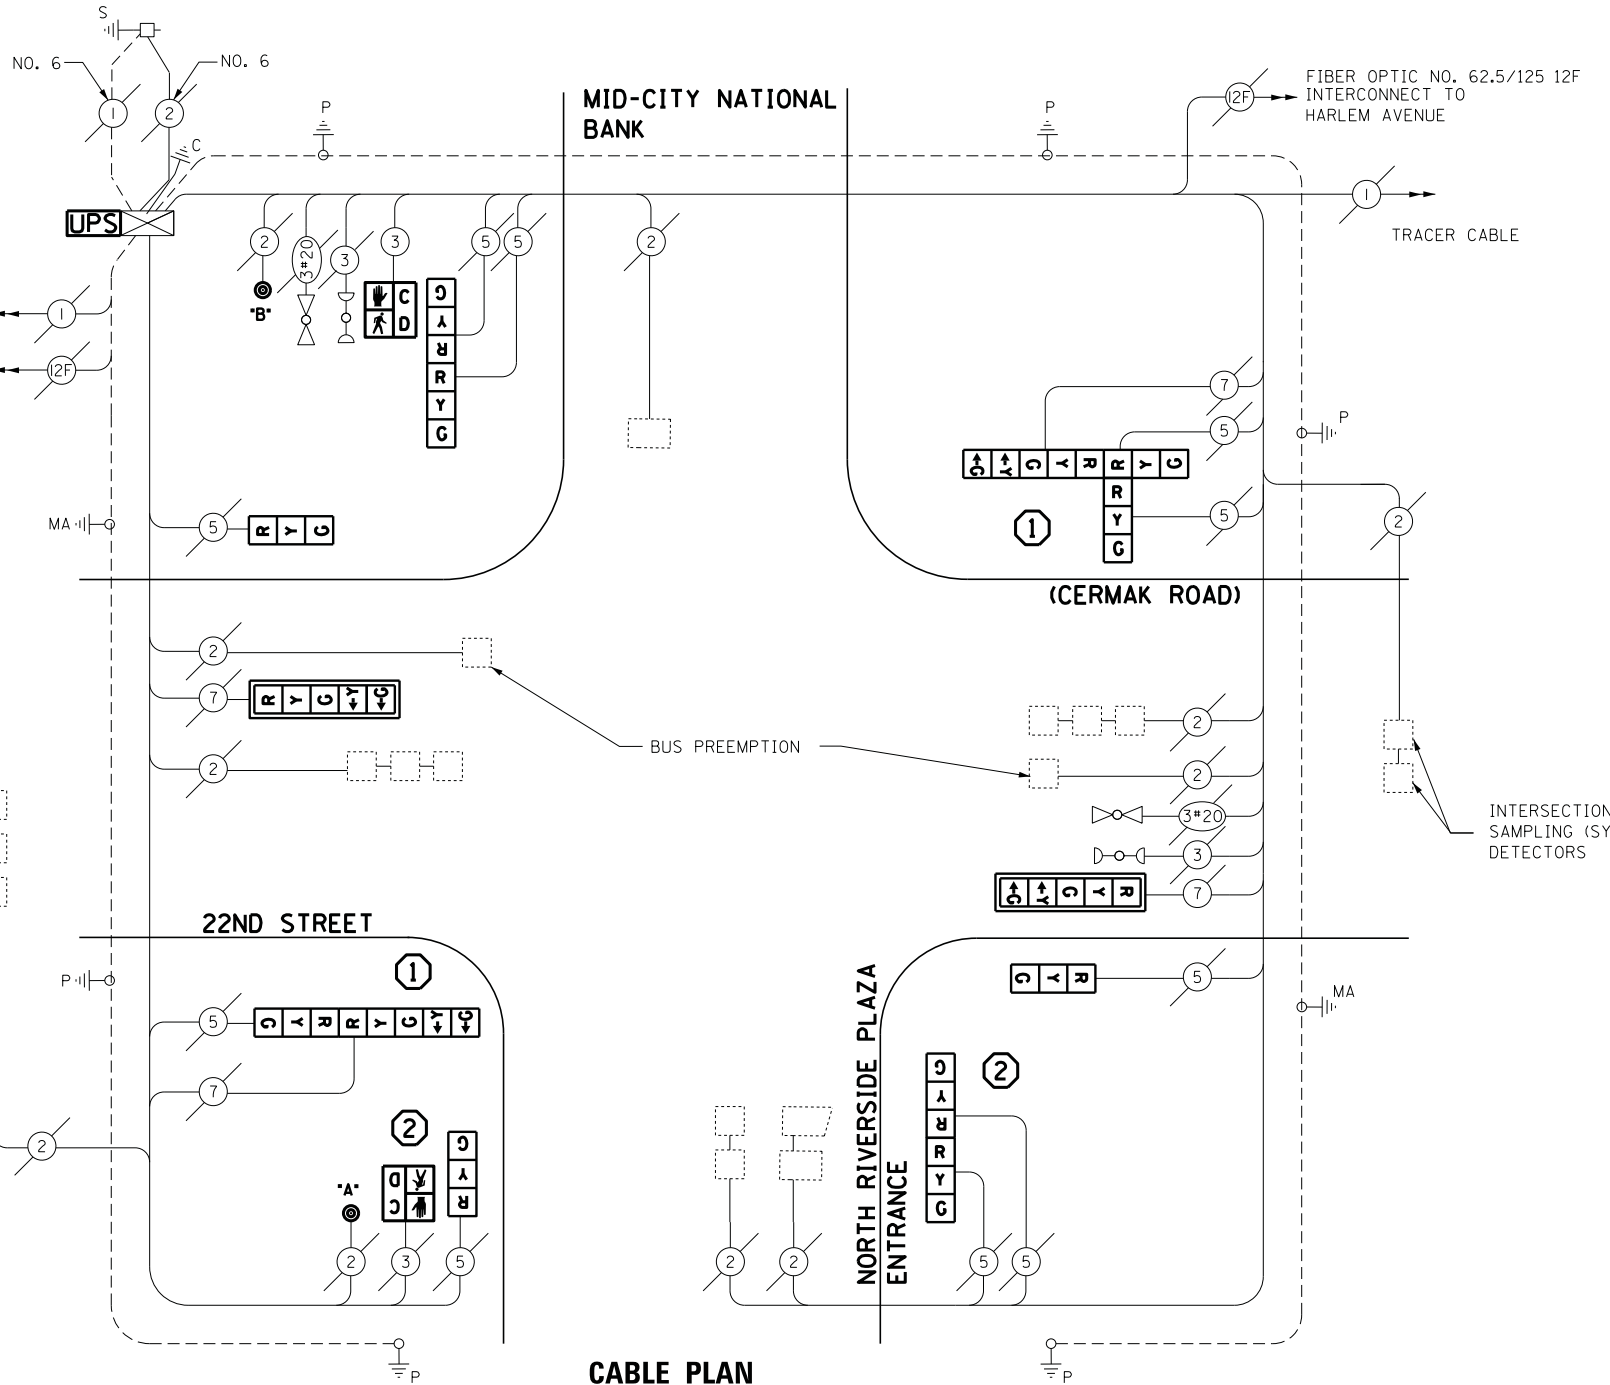 S
NO. 6
NO. 6
1
2
C
P
MID-CITY NATIONAL
BANK
P
12F
FIBER OPTIC NO. 62.5/125 12F
INTERCONNECT TO
HARLEM AVENUE
UPS
1
TRACER CABLE
2
3#20
3
3
5
5
2
"B"
C
D
G
Y
R
R
Y
G
1
12F
7
5
P
G Y G Y R R Y G
R
Y
G
5
1
2
MA
5
R Y G
(CERMAK ROAD)
2
7
R Y G Y G
2
BUS PREEMPTION
2
2
3#20
3
G Y G Y R
7
INTERSECTION
SAMPLING (SY
DETECTORS
22ND STREET
1
P
G Y R
5
MA
5
G Y R R Y G Y G
7
NORTH RIVERSIDE PLAZA
ENTRANCE
G
Y
R
R
Y
G
2
2
2
"A"
D
C
G
Y
R
2
3
5
2
2
5
5
P
CABLE PLAN
P